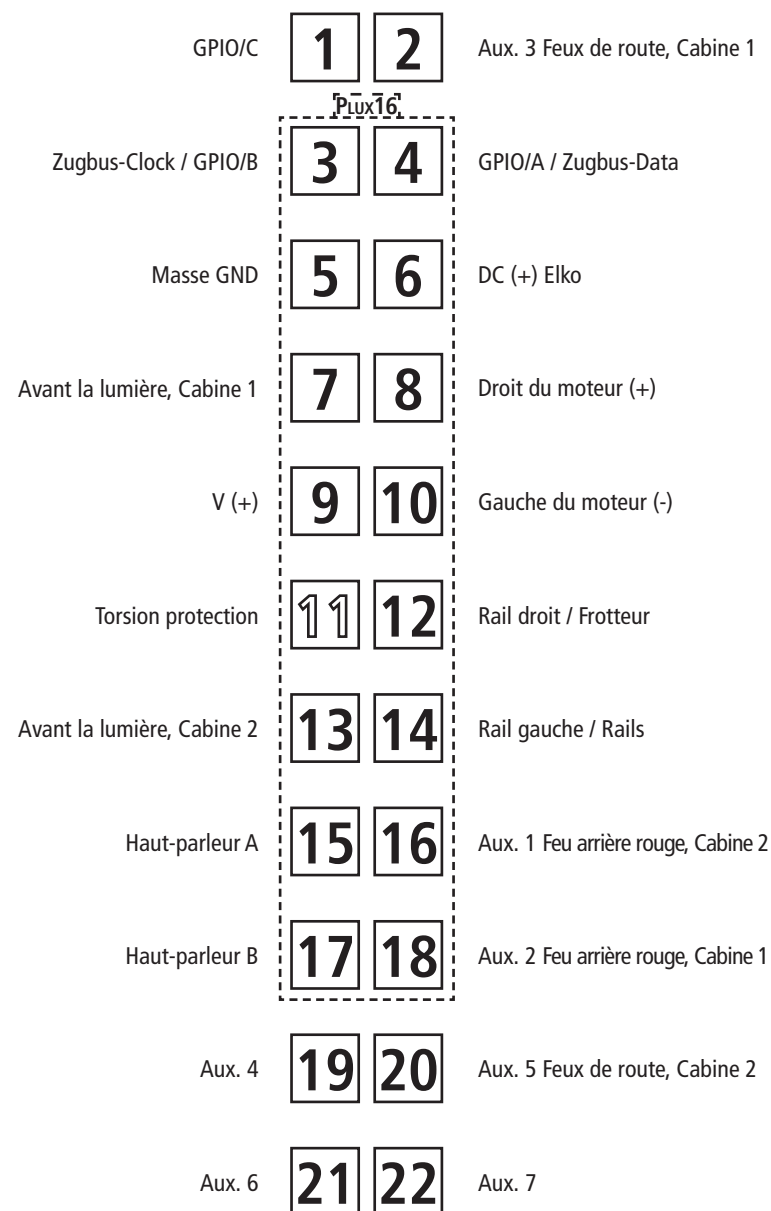 GPIO/C 1 2 Aux. 3 Feux de route, Cabine 1
PLUX16
Zugbus-Clock / GPIO/B 3 4 GPIO/A / Zugbus-Data
Masse GND 5 6 DC (+) Elko
Avant la lumière, Cabine 1 7 8 Droit du moteur (+)
V (+) 9 10 Gauche du moteur (-)
Torsion protection 11 12 Rail droit / Frotteur
Avant la lumière, Cabine 2 13 14 Rail gauche / Rails
Haut-parleur A 15 16 Aux. 1 Feu arrière rouge, Cabine 2
Haut-parleur B 17 18 Aux. 2 Feu arrière rouge, Cabine 1
Aux. 4 19 20 Aux. 5 Feux de route, Cabine 2
Aux. 6 21 22 Aux. 7